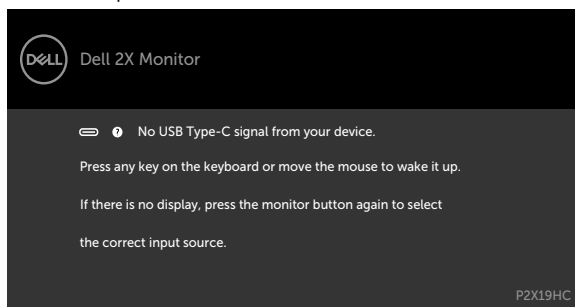 DELL Dell 2X Monitor
? No USB Type-C signal from your device.
Press any key on the keyboard or move the mouse to wake it up.
If there is no display, press the monitor button again to select
the correct input source.
P2X19HC